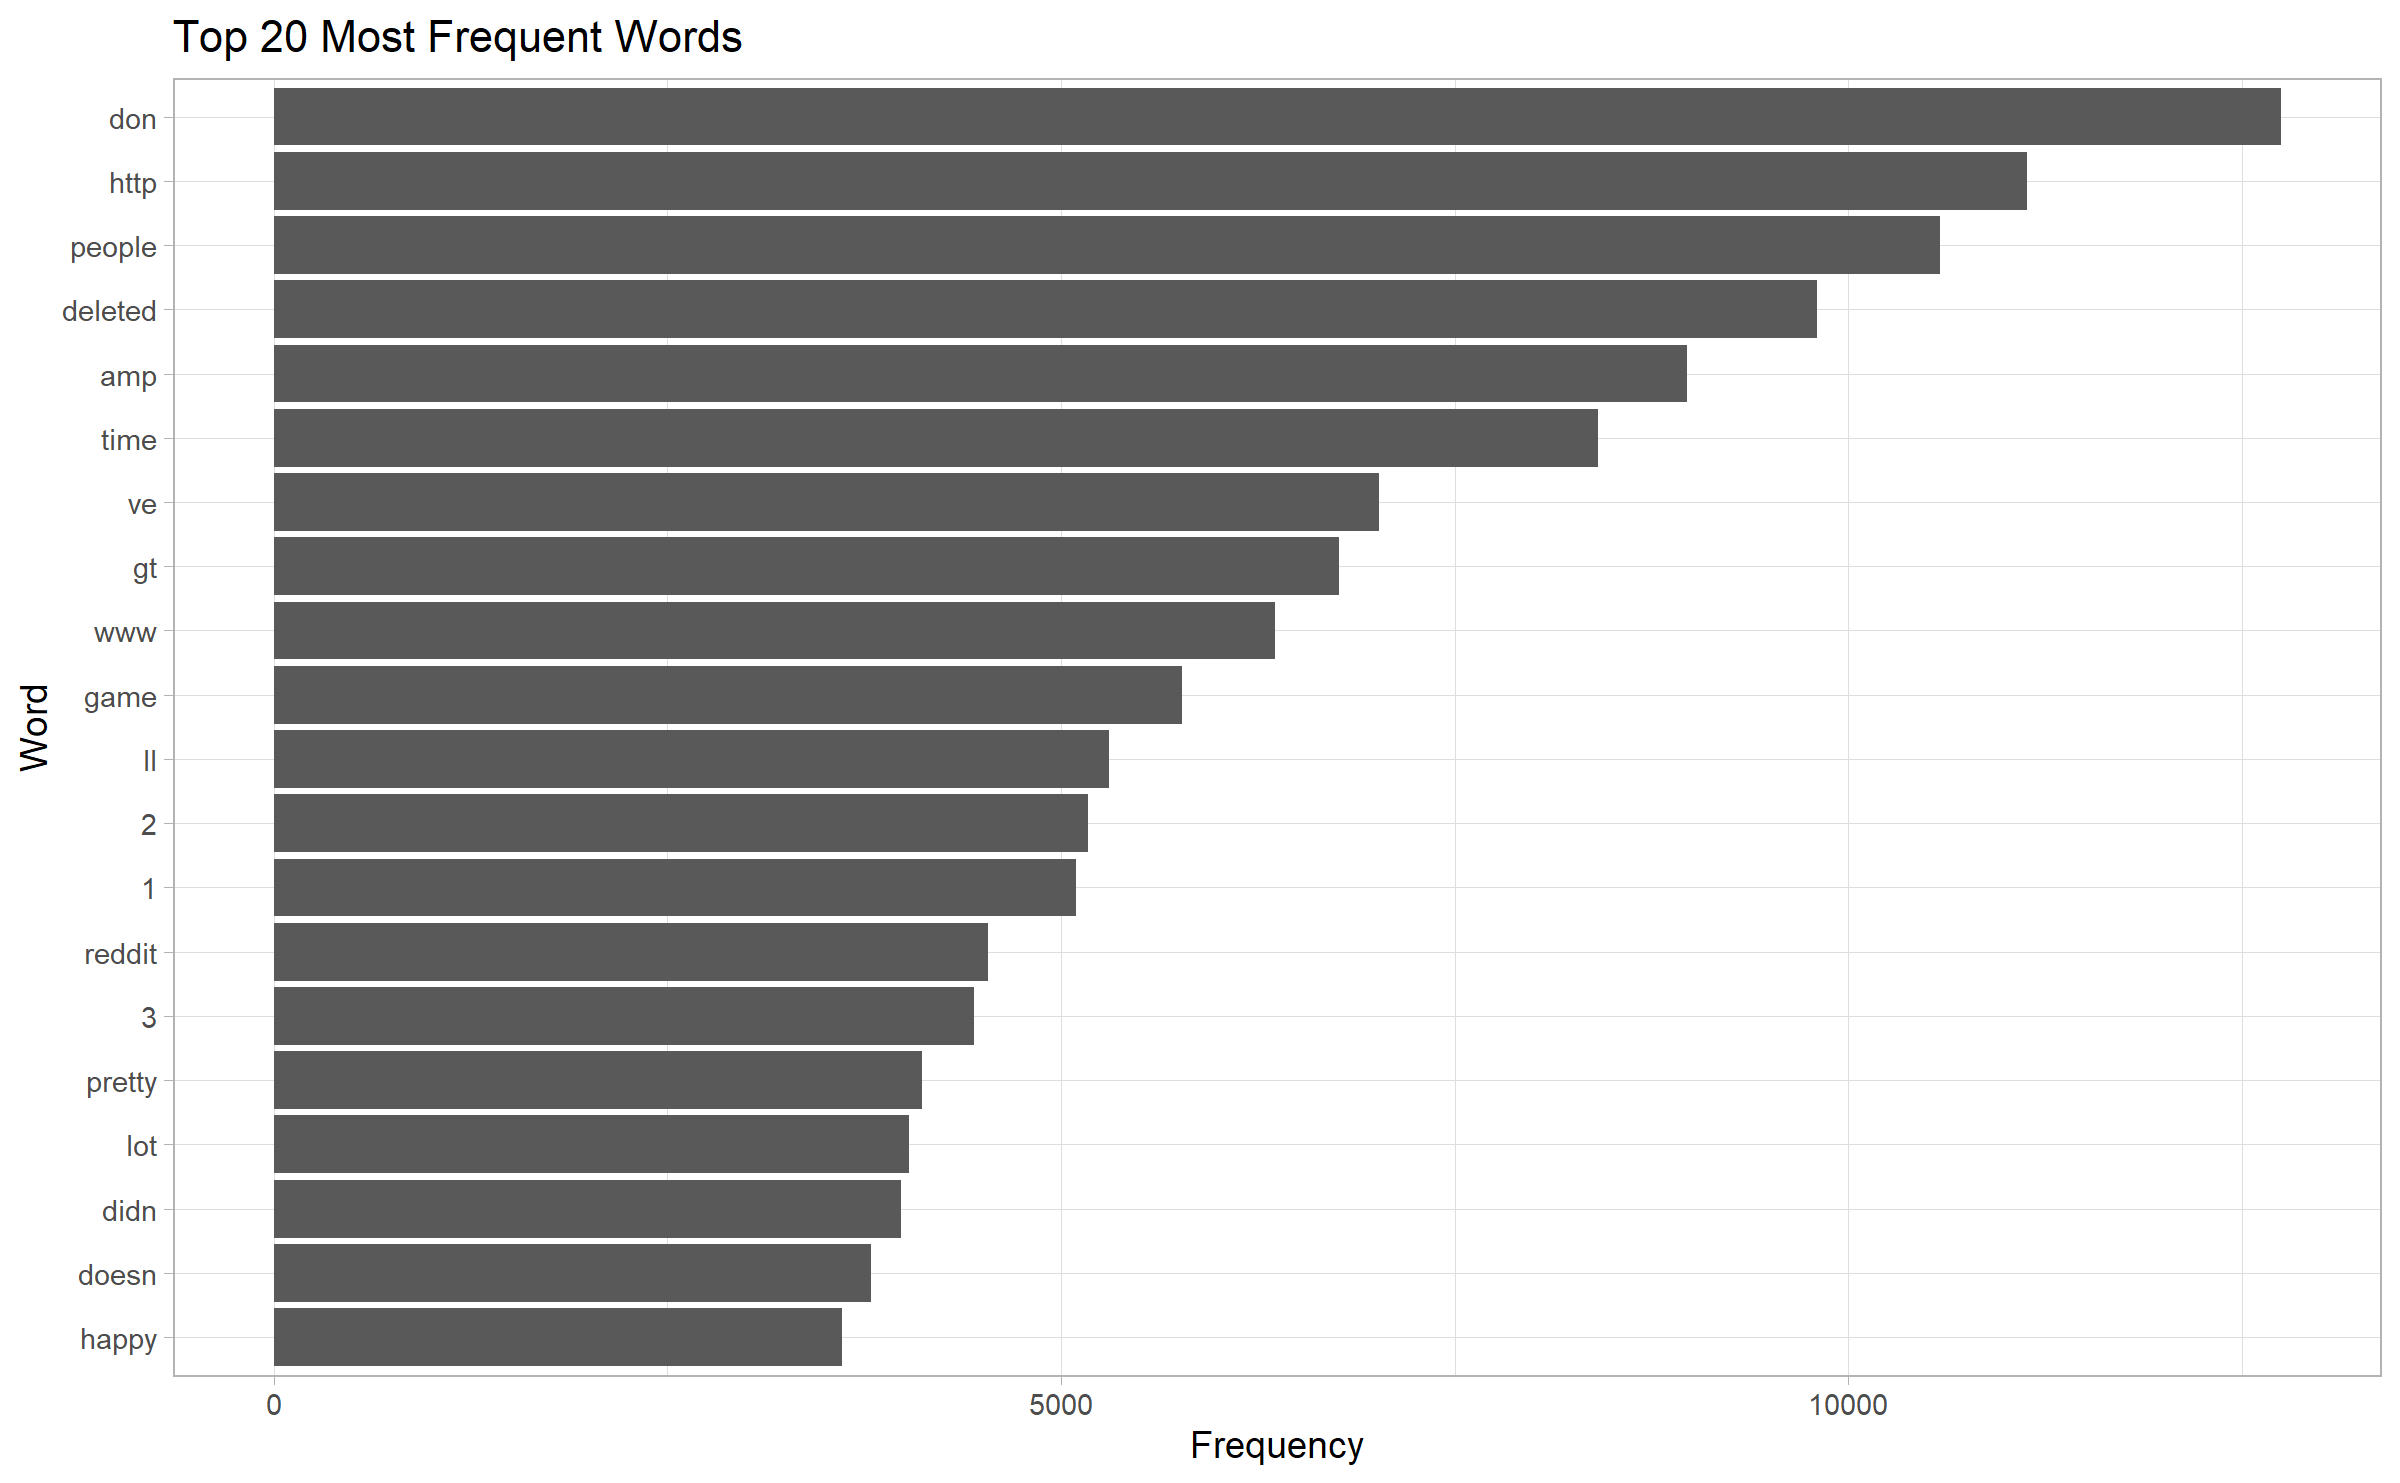 Top 20 Most Frequent Words
Word
don
http
people
deleted
amp
time
ve
gt
www
game
ll
2
1
reddit
3
pretty
lot
didn
doesn
happy
0 5000 10000
Frequency